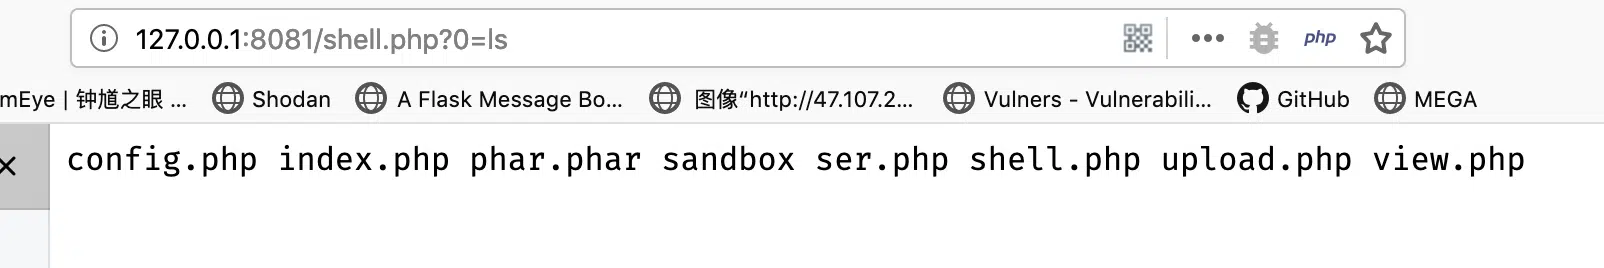 127.0.0.1:8081/shell.php?0=ls php
mEye | 钟馗之眼 ... Shodan A Flask Message Bo... 图像“http://47.107.2... Vulners - Vulnerabili... GitHub MEGA
config.php index.php phar.phar sandbox ser.php shell.php upload.php view.php